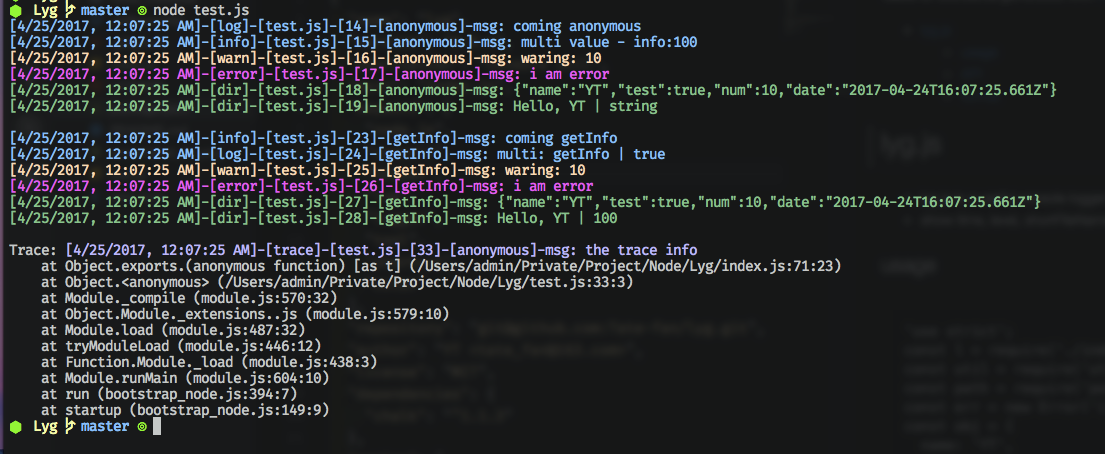 Lyg master node test.js
[4/25/2017, 12:07:25 AM]-[log]-[test.js]-[14]-[anonymous]-msg: coming anonymous
[4/25/2017, 12:07:25 AM]-[info]-[test.js]-[15]-[anonymous]-msg: multi value - info:100
[4/25/2017, 12:07:25 AM]-[warn]-[test.js]-[16]-[anonymous]-msg: waring: 10
[4/25/2017, 12:07:25 AM]-[error]-[test.js]-[17]-[anonymous]-msg: i am error
[4/25/2017, 12:07:25 AM]-[dir]-[test.js]-[18]-[anonymous]-msg: {"name":"YT","test":true,"num":10,"date":"2017-04-24T16:07:25.661Z"}
[4/25/2017, 12:07:25 AM]-[dir]-[test.js]-[19]-[anonymous]-msg: Hello, YT | string
[4/25/2017, 12:07:25 AM]-[info]-[test.js]-[23]-[getInfo]-msg: coming getInfo
[4/25/2017, 12:07:25 AM]-[log]-[test.js]-[24]-[getInfo]-msg: multi: getInfo | true
[4/25/2017, 12:07:25 AM]-[warn]-[test.js]-[25]-[getInfo]-msg: waring: 10
[4/25/2017, 12:07:25 AM]-[error]-[test.js]-[26]-[getInfo]-msg: i am error
[4/25/2017, 12:07:25 AM]-[dir]-[test.js]-[27]-[getInfo]-msg: {"name":"YT","test":true,"num":10,"date":"2017-04-24T16:07:25.661Z"}
[4/25/2017, 12:07:25 AM]-[dir]-[test.js]-[28]-[getInfo]-msg: Hello, YT | 100
Trace: [4/25/2017, 12:07:25 AM]-[trace]-[test.js]-[33]-[anonymous]-msg: the trace info
at Object.exports.(anonymous function) [as t] (/Users/admin/Private/Project/Node/Lyg/index.js:71:23)
at Object.<anonymous> (/Users/admin/Private/Project/Node/Lyg/test.js:33:3)
at Module._compile (module.js:570:32)
at Object.Module._extensions..js (module.js:579:10)
at Module.load (module.js:487:32)
at tryModuleLoad (module.js:446:12)
at Function.Module._load (module.js:438:3)
at Module.runMain (module.js:604:10)
at run (bootstrap_node.js:394:7)
at startup (bootstrap_node.js:149:9)
Lyg master
lyg.js
usage